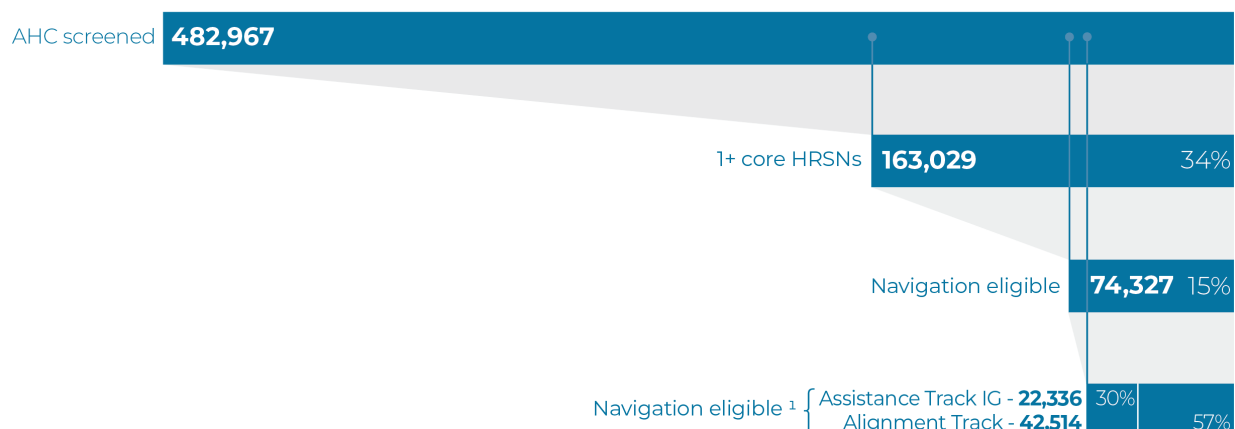 AHC screened 482,967
1+ core HRSNs 163,029 34%
Navigation eligible 74,327 15%
Navigation eligible ¹ { Assistance Track IG - 22,336 30%
Alignment Track - 42,514 57%